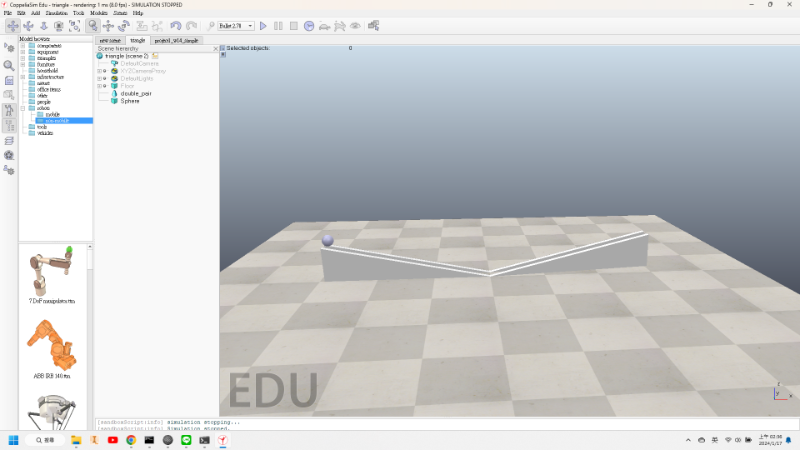 CoppeliaSim Edu - triangle - rendering: 1 ms (8.0 fps) - SIMULATION STOPPED
File Edit Add Simulation Tools Modules Scenes Help
Bullet 2.78
Model browser
components
equipment
examples
furniture
household
infrastructure
nature
office items
other
people
robots
mobile
non-mobile
tools
vehicles
7 DoF manipulator.ttm
ABB IRB 140.ttm
new scene
triangle
Scene hierarchy
triangle (scene 2)
DefaultCamera
XYZCameraProxy
DefaultLights
Floor
double_pair
Sphere
Selected objects: 0
EDU
[sandboxScript:info] Simulation stopping...
[sandboxScript:info] Simulation stopped.
搜尋
英
上午 02:36
2024/1/17